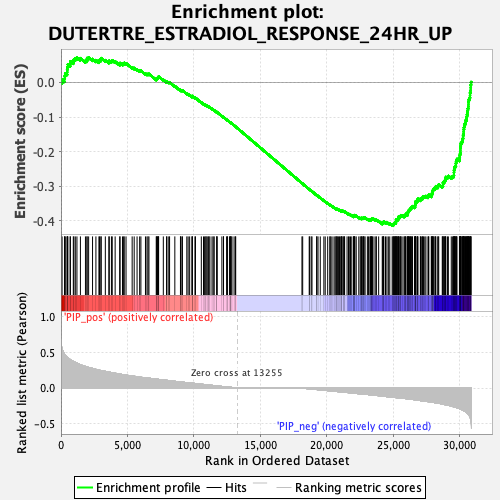 Enrichment plot:
DUTERTRE_ESTRADIOL_RESPONSE_24HR_UP
Enrichment score (ES)
0.0
-0.1
-0.2
-0.3
-0.4
Ranked list metric (Pearson)
1.0
0.5
0.0
-0.5
'PIP_pos' (positively correlated)
Zero cross at 13255
'PIP_neg' (negatively correlated)
0
5,000
10,000
15,000
20,000
25,000
30,000
Rank in Ordered Dataset
Enrichment profile
Hits
Ranking metric scores